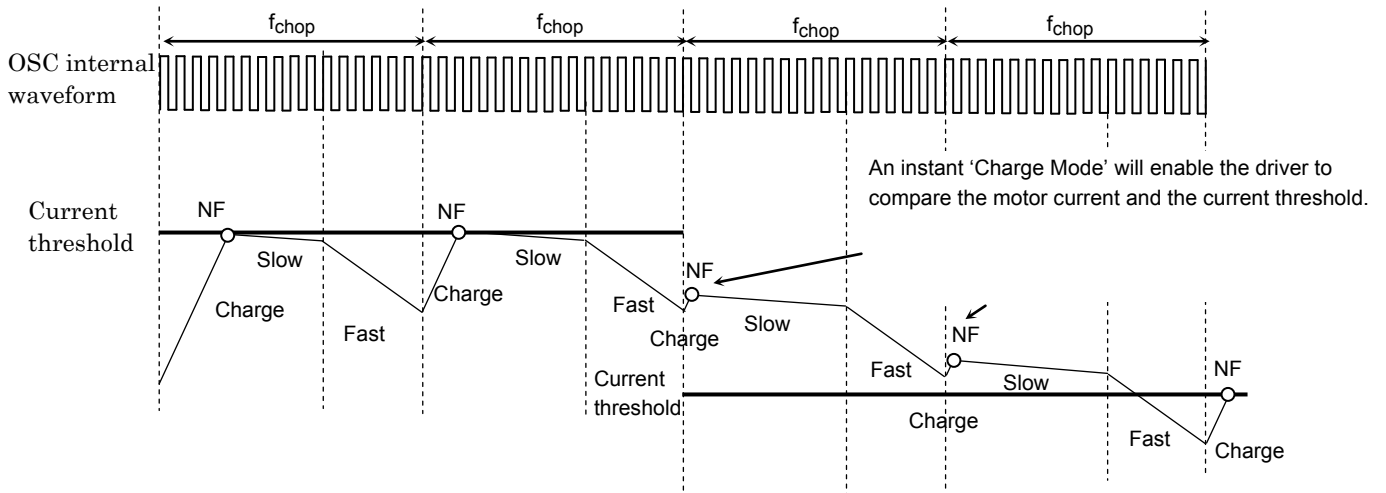 fchop
fchop
fchop
fchop
OSC internal
waveform
An instant ‘Charge Mode’ will enable the driver to
compare the motor current and the current threshold.
Current
threshold
NF
NF
Slow
Slow
Charge
Fast
Charge
Fast
Charge
NF
Slow
Fast
NF
Slow
Current
threshold
Charge
NF
Fast
Charge